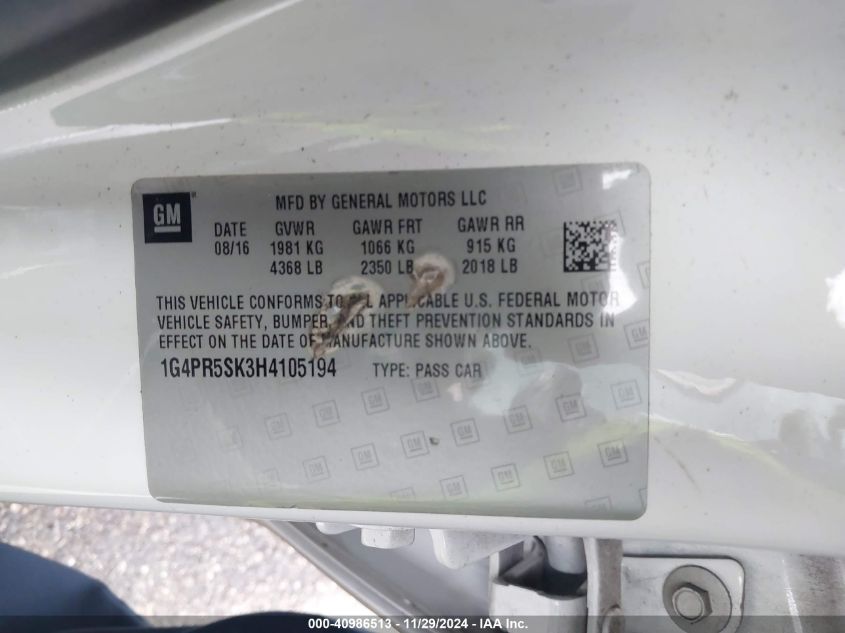 GM
MFD BY GENERAL MOTORS LLC
DATE GVWR GAWR FRT GAWR RR
08/16 1981 KG 1066 KG 915 KG
4368 LB 2350 LB 2018 LB
THIS VEHICLE CONFORMS TO APPLICABLE U.S. FEDERAL MOTOR
VEHICLE SAFETY, BUMPER, AND THEFT PREVENTION STANDARDS IN
EFFECT ON THE DATE OF MANUFACTURE SHOWN ABOVE.
1G4PR5SK3H4105194 TYPE: PASS CAR
000-40986513 - 11/29/2024 - IAA, Inc.